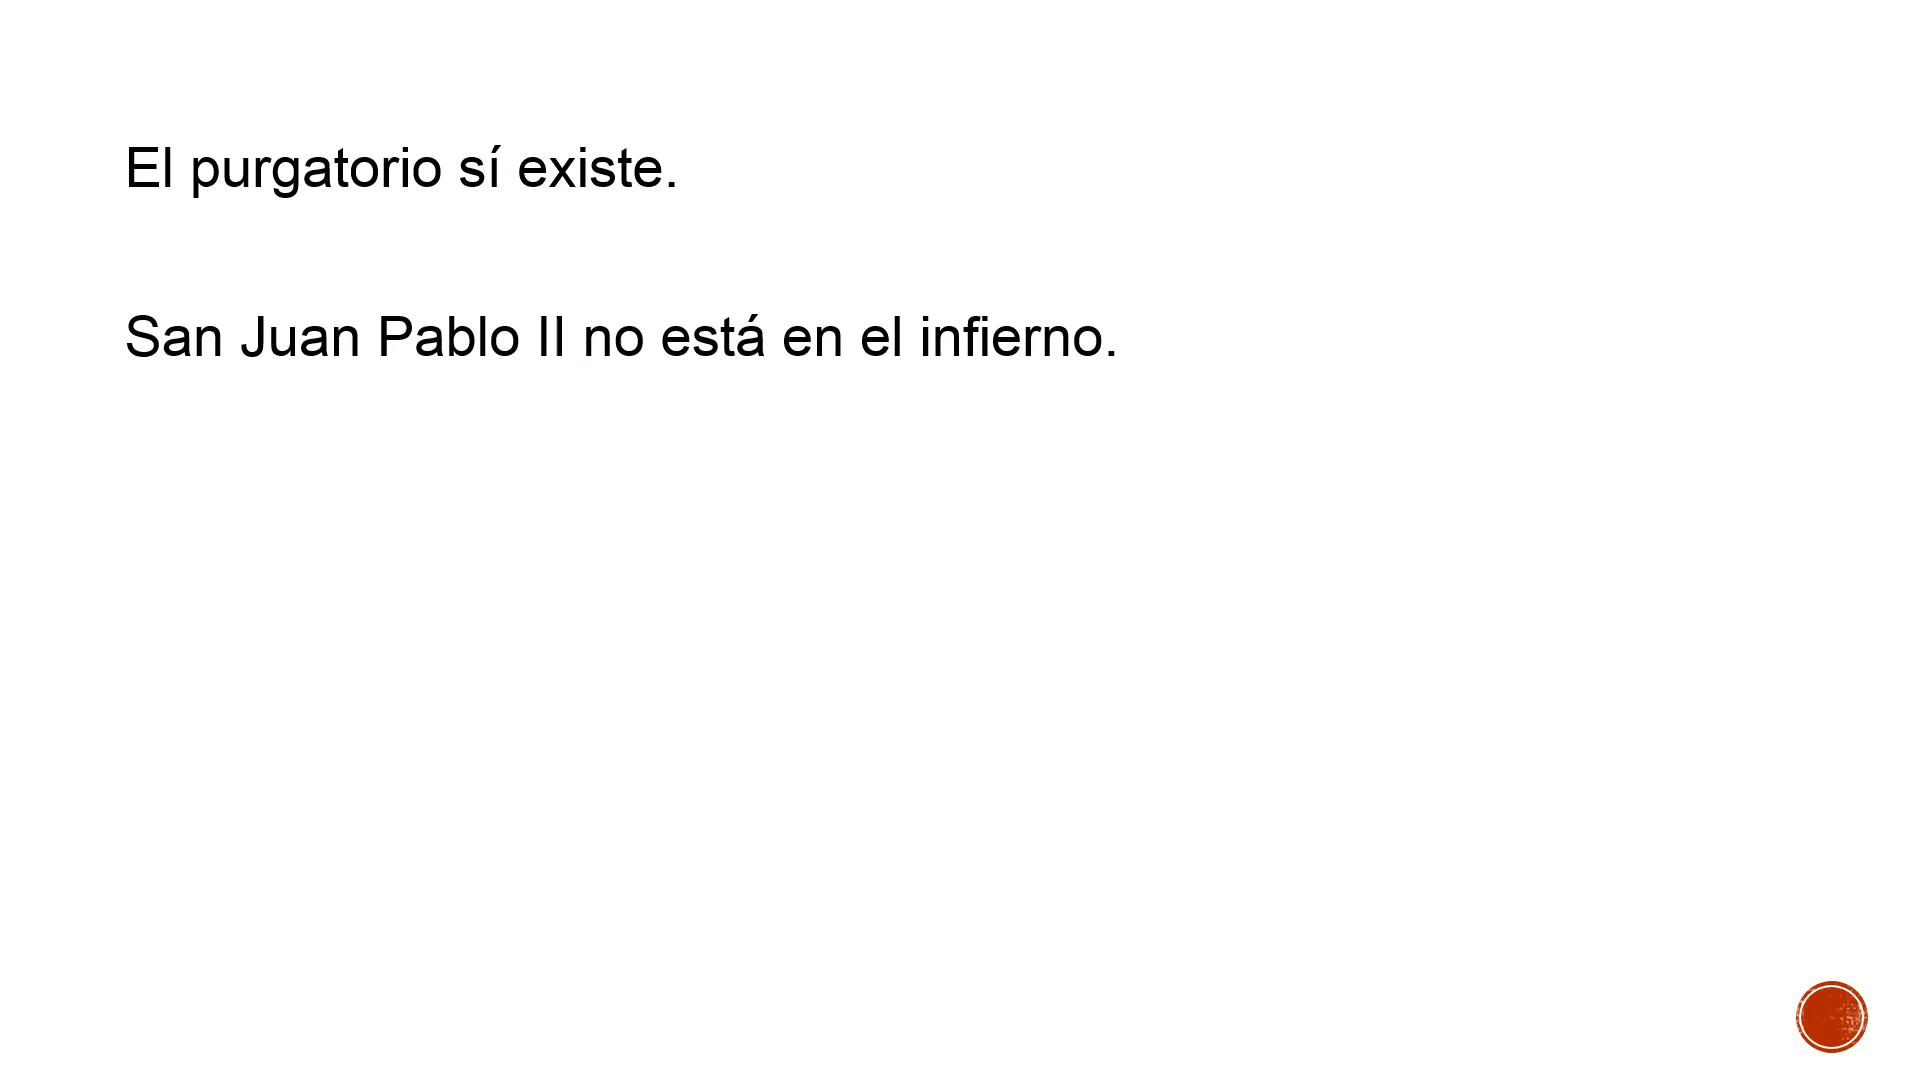 El purgatorio sí existe.
San Juan Pablo II no está en el infierno.